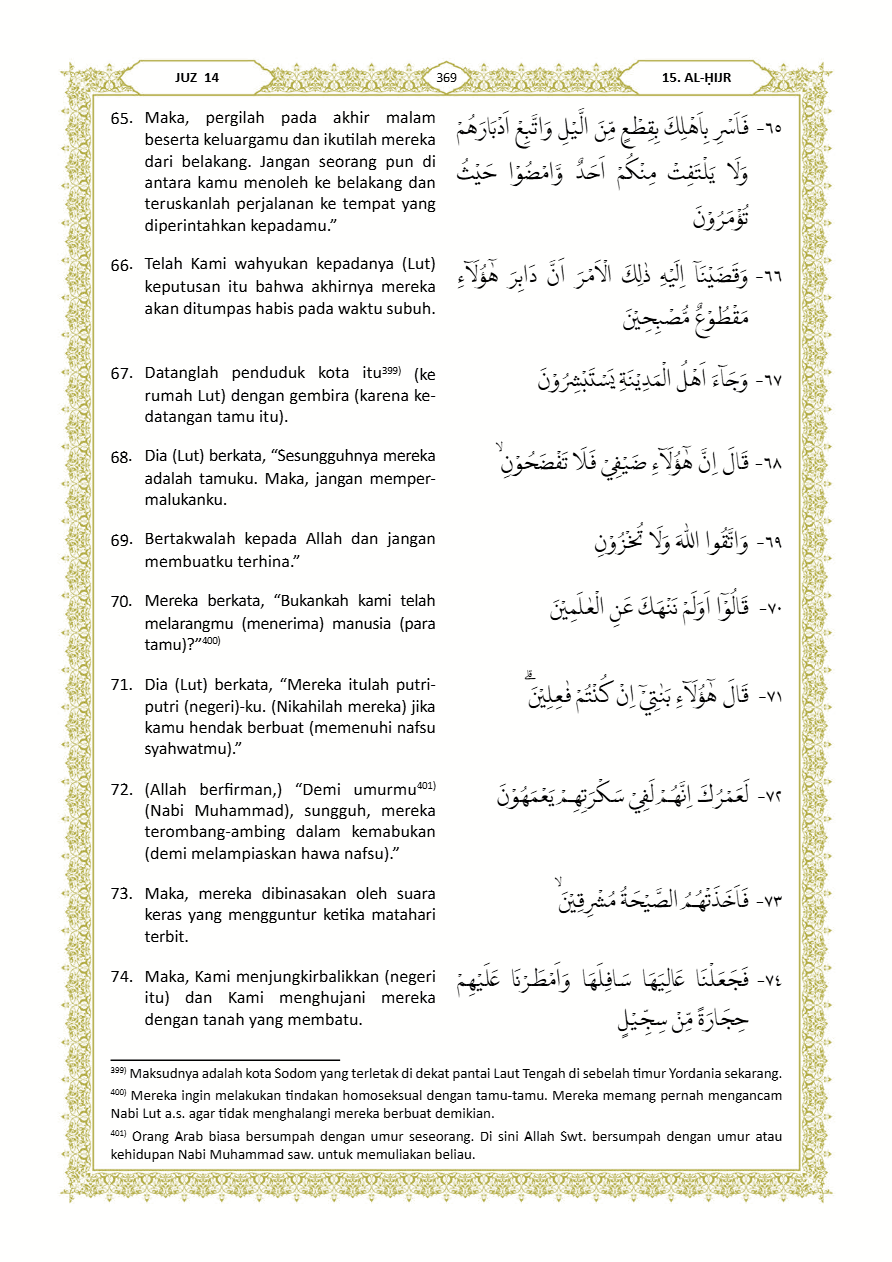 JUZ 14
369
15. AL-ḤIJR
65. Maka, pergilah pada akhir malam
beserta keluargamu dan ikutilah mereka
dari belakang. Jangan seorang pun di
antara kamu menoleh ke belakang dan
teruskanlah perjalanan ke tempat yang
diperintahkan kepadamu.”
٦٥- فَاَسْرِ بِاَهْلِكَ بِقِطْعٍ مِّنَ الَّيْلِ وَاتَّبِعْ اَدْبَارَهُمْ
وَلَا يَلْتَفِتْ مِنْكُمْ اَحَدٌ وَّامْضُوْا حَيْثُ
تُؤْمَرُوْنَ
66. Telah Kami wahyukan kepadanya (Lut)
keputusan itu bahwa akhirnya mereka
akan ditumpas habis pada waktu subuh.
٦٦- وَقَضَيْنَآ اِلَيْهِ ذٰلِكَ الْاَمْرَ اَنَّ دَابِرَ هٰٓؤُلَاۤءِ
مَقْطُوْعٌ مُّصْبِحِيْنَ
67. Datanglah penduduk kota itu³⁹⁹⁾ (ke
rumah Lut) dengan gembira (karena ke-
datangan tamu itu).
٦٧- وَجَاۤءَ اَهْلُ الْمَدِيْنَةِ يَسْتَبْشِرُوْنَ
68. Dia (Lut) berkata, “Sesungguhnya mereka
adalah tamuku. Maka, jangan memper-
malukanku.
٦٨- قَالَ اِنَّ هٰٓؤُلَاۤءِ ضَيْفِيْ فَلَا تَفْضَحُوْنِۙ
69. Bertakwalah kepada Allah dan jangan
membuatku terhina.”
٦٩- وَاتَّقُوا اللّٰهَ وَلَا تُخْزُوْنِ
70. Mereka berkata, “Bukankah kami telah
melarangmu (menerima) manusia (para
tamu)?”⁴⁰⁰⁾
٧٠- قَالُوْٓا اَوَلَمْ نَنْهَكَ عَنِ الْعٰلَمِيْنَ
71. Dia (Lut) berkata, “Mereka itulah putri-
putri (negeri)-ku. (Nikahilah mereka) jika
kamu hendak berbuat (memenuhi nafsu
syahwatmu).”
٧١- قَالَ هٰٓؤُلَاۤءِ بَنٰتِيْٓ اِنْ كُنْتُمْ فٰعِلِيْنَۗ
72. (Allah berfirman,) “Demi umurmu⁴⁰¹⁾
(Nabi Muhammad), sungguh, mereka
terombang-ambing dalam kemabukan
(demi melampiaskan hawa nafsu).”
٧٢- لَعَمْرُكَ اِنَّهُمْ لَفِيْ سَكْرَتِهِمْ يَعْمَهُوْنَ
73. Maka, mereka dibinasakan oleh suara
keras yang mengguntur ketika matahari
terbit.
٧٣- فَاَخَذَتْهُمُ الصَّيْحَةُ مُشْرِقِيْنَۙ
74. Maka, Kami menjungkirbalikkan (negeri
itu) dan Kami menghujani mereka
dengan tanah yang membatu.
٧٤- فَجَعَلْنَا عَالِيَهَا سَافِلَهَا وَاَمْطَرْنَا عَلَيْهِمْ
حِجَارَةً مِّنْ سِجِّيْلٍ
³⁹⁹⁾ Maksudnya adalah kota Sodom yang terletak di dekat pantai Laut Tengah di sebelah timur Yordania sekarang.
⁴⁰⁰⁾ Mereka ingin melakukan tindakan homoseksual dengan tamu-tamu. Mereka memang pernah mengancam
Nabi Lut a.s. agar tidak menghalangi mereka berbuat demikian.
⁴⁰¹⁾ Orang Arab biasa bersumpah dengan umur seseorang. Di sini Allah Swt. bersumpah dengan umur atau
kehidupan Nabi Muhammad saw. untuk memuliakan beliau.